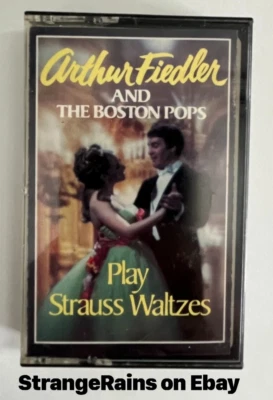 Arthur Fiedler
AND
THE BOSTON POPS
Play
Strauss Waltzes
StrangeRains on Ebay